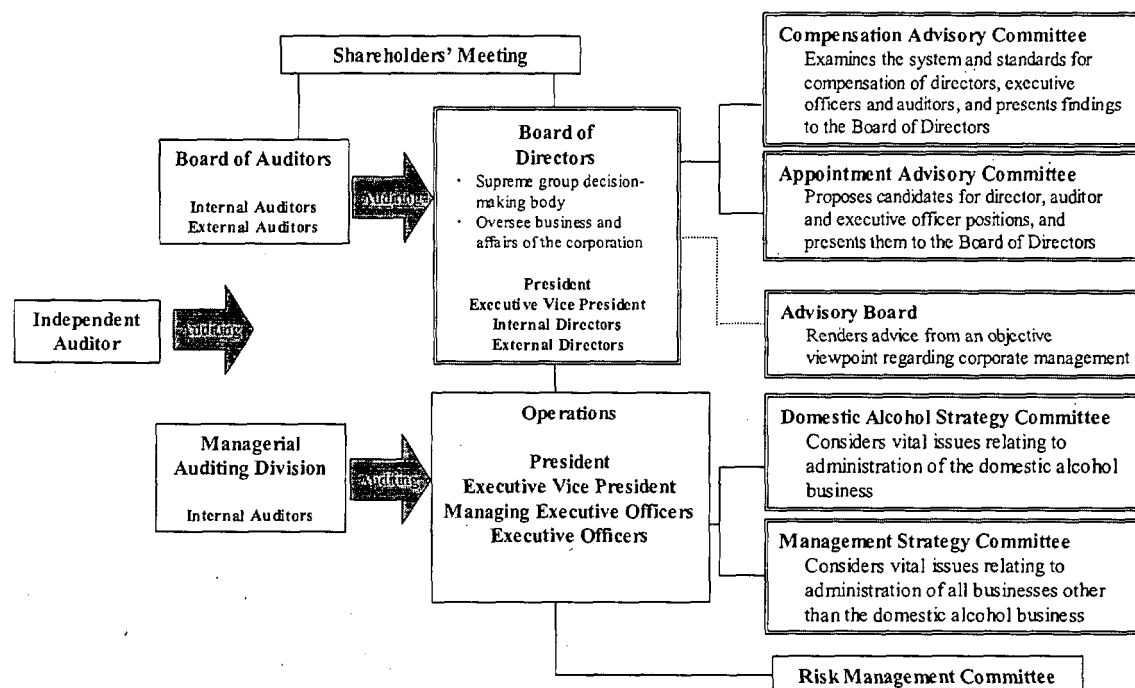 Shareholders' Meeting
Board of Auditors
Internal Auditors
External Auditors
Auditing
Board of
Directors
· Supreme group decision-
making body
· Oversee business and
affairs of the corporation
President
Executive Vice President
Internal Directors
External Directors
Independent
Auditor
Auditing
Managerial
Auditing Division
Internal Auditors
Auditing
Operations
President
Executive Vice President
Managing Executive Officers
Executive Officers
Compensation Advisory Committee
Examines the system and standards for
compensation of directors, executive
officers and auditors, and presents findings
to the Board of Directors
Appointment Advisory Committee
Proposes candidates for director, auditor
and executive officer positions, and
presents them to the Board of Directors
Advisory Board
Renders advice from an objective
viewpoint regarding corporate management
Domestic Alcohol Strategy Committee
Considers vital issues relating to
administration of the domestic alcohol
business
Management Strategy Committee
Considers vital issues relating to
administration of all businesses other
than the domestic alcohol business
Risk Management Committee